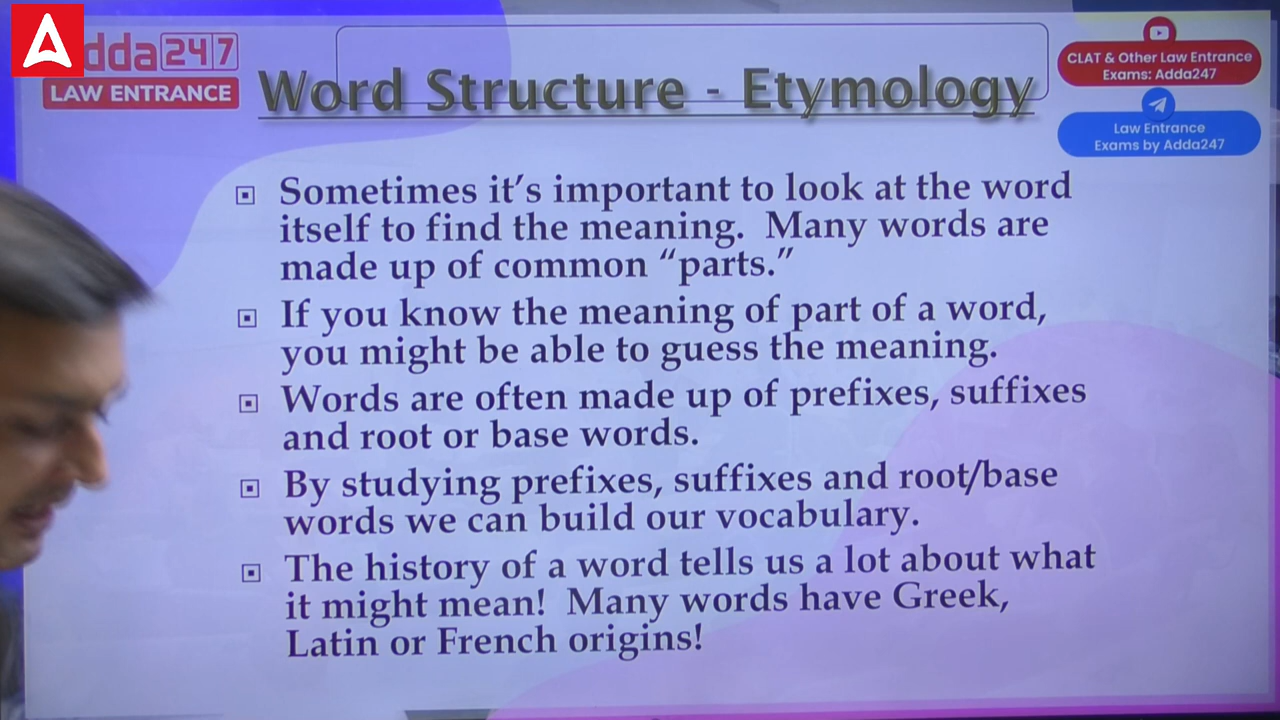 dda247
LAW ENTRANCE
Word Structure - Etymology
CLAT & Other Law Entrance
Exams: Adda247
Law Entrance
Exams by Adda247
Sometimes it's important to look at the word
itself to find the meaning. Many words are
made up of common “parts.”
If you know the meaning of part of a word,
you might be able to guess the meaning.
Words are often made up of prefixes, suffixes
and root or base words.
By studying prefixes, suffixes and root/base
words we can build our vocabulary.
The history of a word tells us a lot about what
it might mean! Many words have Greek,
Latin or French origins!